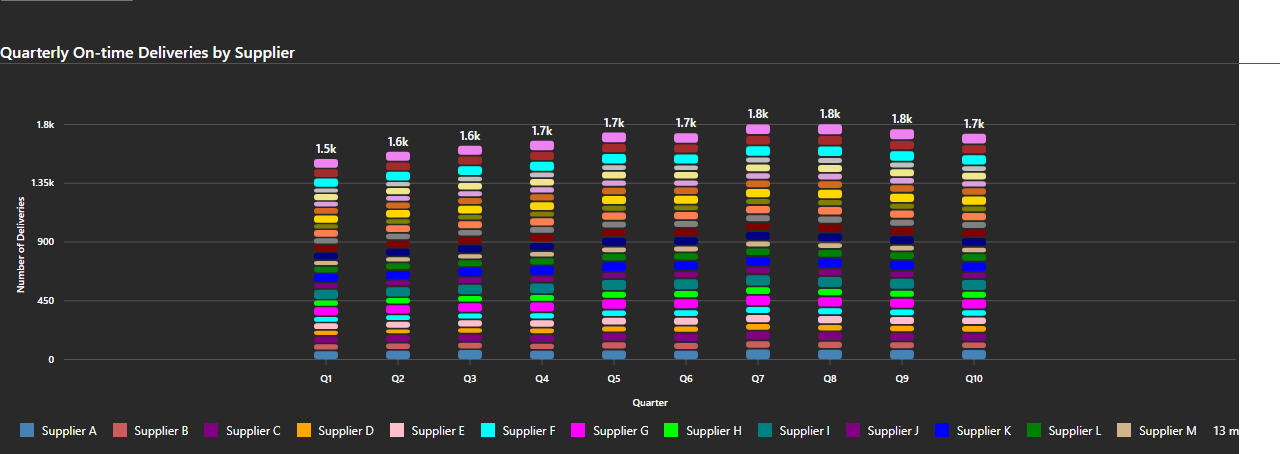 Quarterly On-time Deliveries by Supplier
1.5k 1.6k 1.6k 1.7k 1.7k 1.7k 1.8k 1.8k 1.8k 1.7k
1.8k
1.35k
900
450
0
Number of Deliveries
Q1 Q2 Q3 Q4 Q5 Q6 Q7 Q8 Q9 Q10
Quarter
Supplier A Supplier B Supplier C Supplier D Supplier E Supplier F Supplier G Supplier H Supplier I Supplier J Supplier K Supplier L Supplier M 13 m